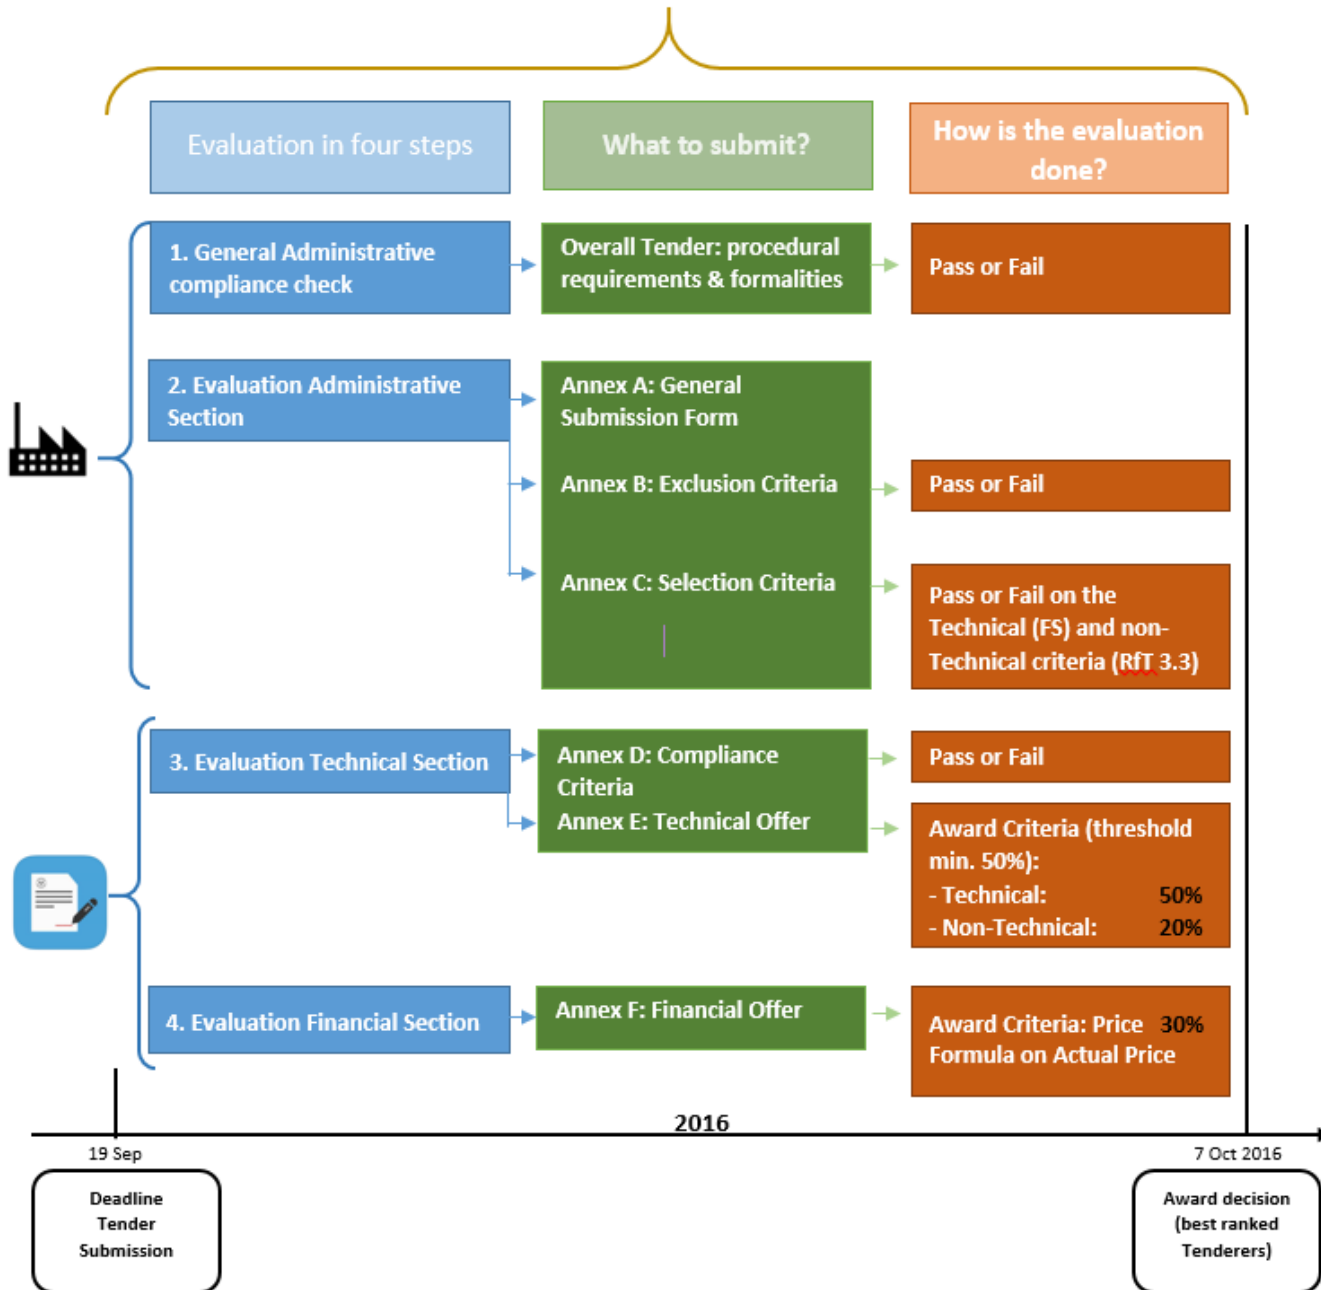 Evaluation in four steps
What to submit?
How is the evaluation
done?
1. General Administrative
compliance check
Overall Tender: procedural
requirements & formalities
Pass or Fail
2. Evaluation Administrative
Section
Annex A: General
Submission Form
Annex B: Exclusion Criteria
Pass or Fail
Annex C: Selection Criteria
Pass or Fail on the
Technical (FS) and non-
Technical criteria (RfT 3.3)
3. Evaluation Technical Section
Annex D: Compliance
Criteria
Pass or Fail
Annex E: Technical Offer
Award Criteria (threshold
min. 50%):
- Technical: 50%
- Non-Technical: 20%
4. Evaluation Financial Section
Annex F: Financial Offer
Award Criteria: Price 30%
Formula on Actual Price
2016
19 Sep
7 Oct 2016
Deadline
Tender
Submission
Award decision
(best ranked
Tenderers)